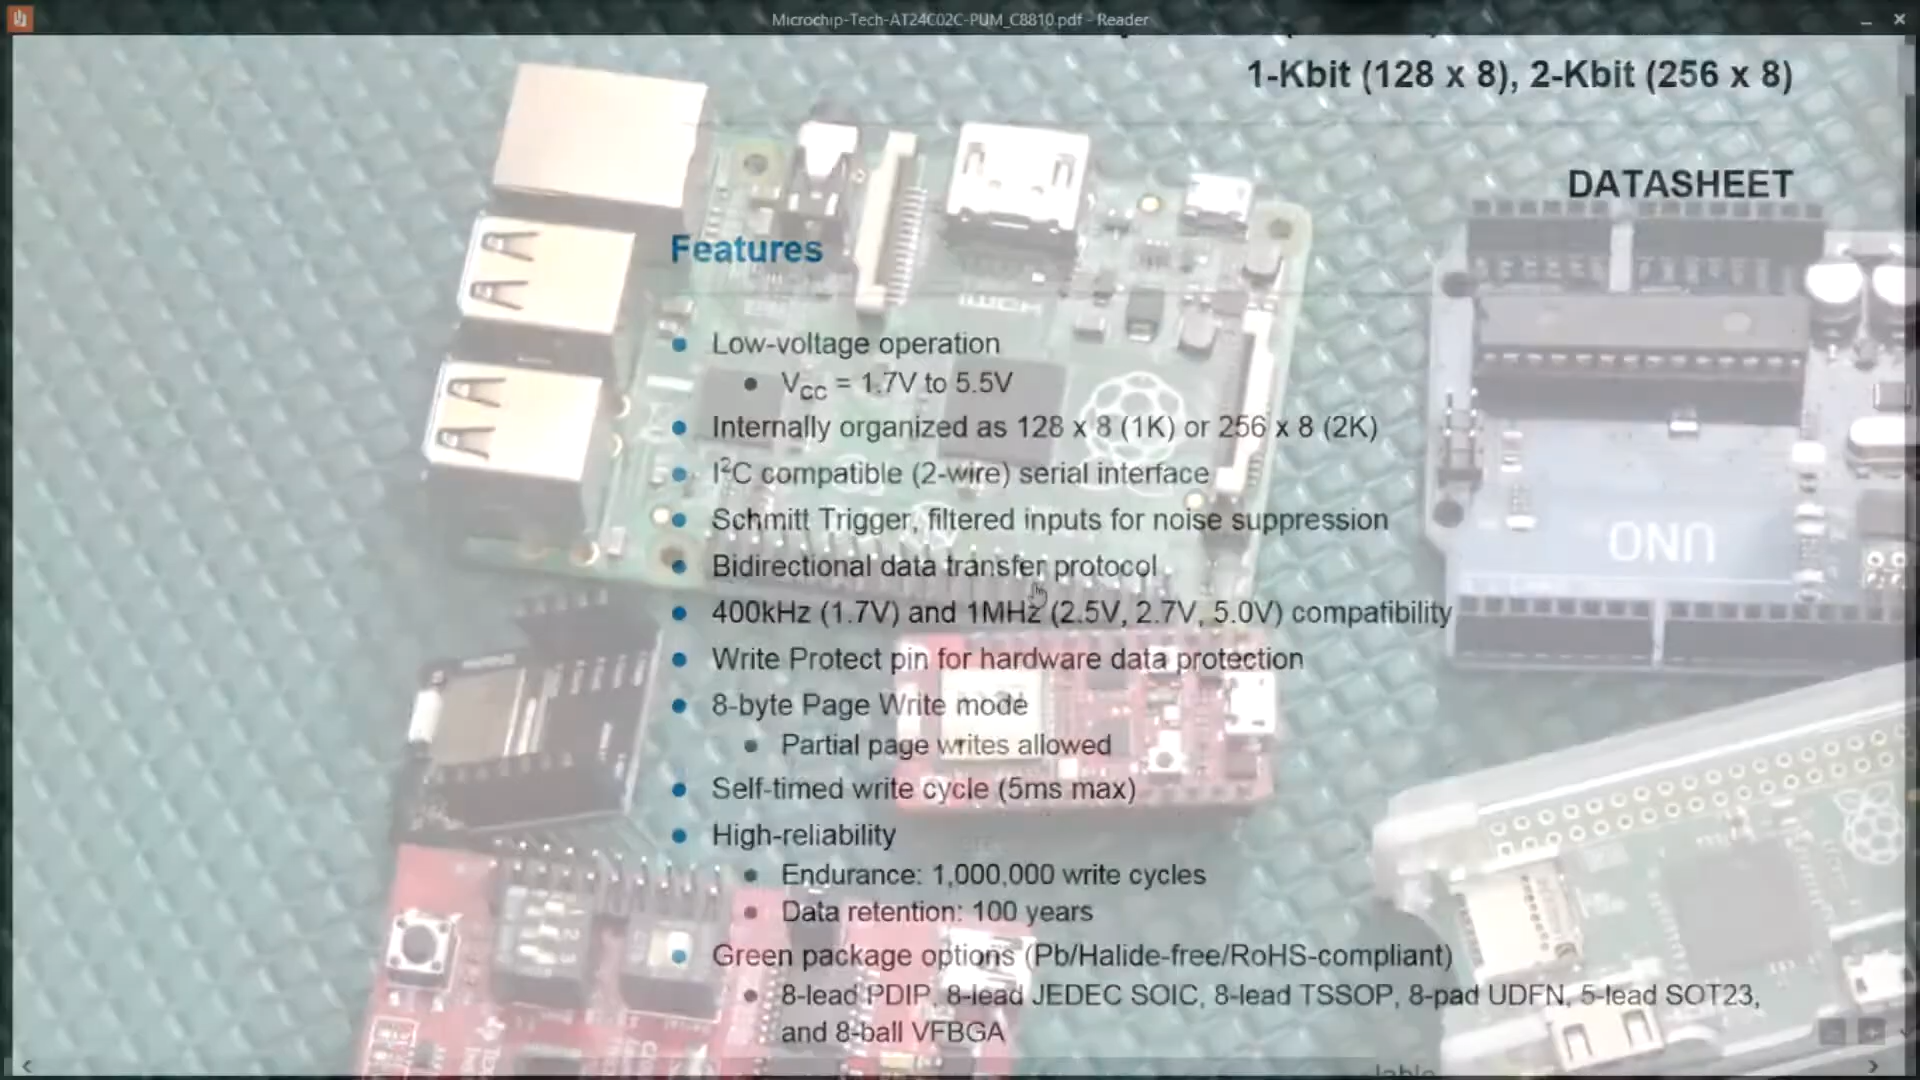 Microchip-Tech-AT24C02C-PUM_C8810.pdf - Reader
1-Kbit (128 x 8), 2-Kbit (256 x 8)
DATASHEET
Features
Low-voltage operation
VCC = 1.7V to 5.5V
Internally organized as 128 x 8 (1K) or 256 x 8 (2K)
I²C compatible (2-wire) serial interface
Schmitt Trigger, filtered inputs for noise suppression
Bidirectional data transfer protocol
400kHz (1.7V) and 1MHz (2.5V, 2.7V, 5.0V) compatibility
Write Protect pin for hardware data protection
8-byte Page Write mode
Partial page writes allowed
Self-timed write cycle (5ms max)
High-reliability
Endurance: 1,000,000 write cycles
Data retention: 100 years
Green package options (Pb/Halide-free/RoHS-compliant)
8-lead PDIP, 8-lead JEDEC SOIC, 8-lead TSSOP, 8-pad UDFN, 5-lead SOT23,
and 8-ball VFBGA
UNO